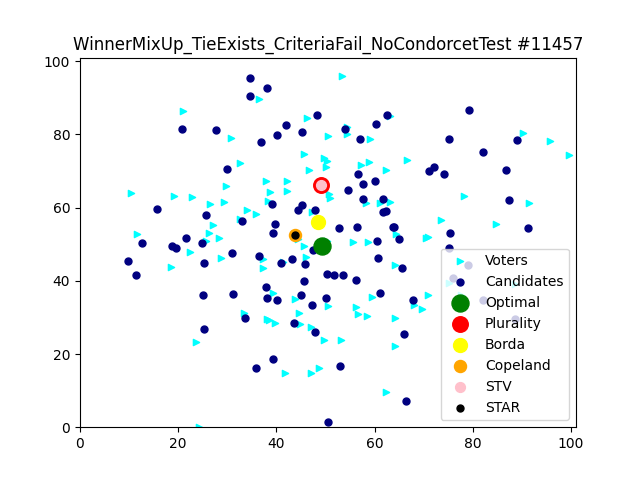 WinnerMixUp_TieExists_CriteriaFail_NoCondorcetTest #11457
100
80
60
40
20
0
0
20
40
60
80
100
Voters
Candidates
Optimal
Plurality
Borda
Copeland
STV
STAR